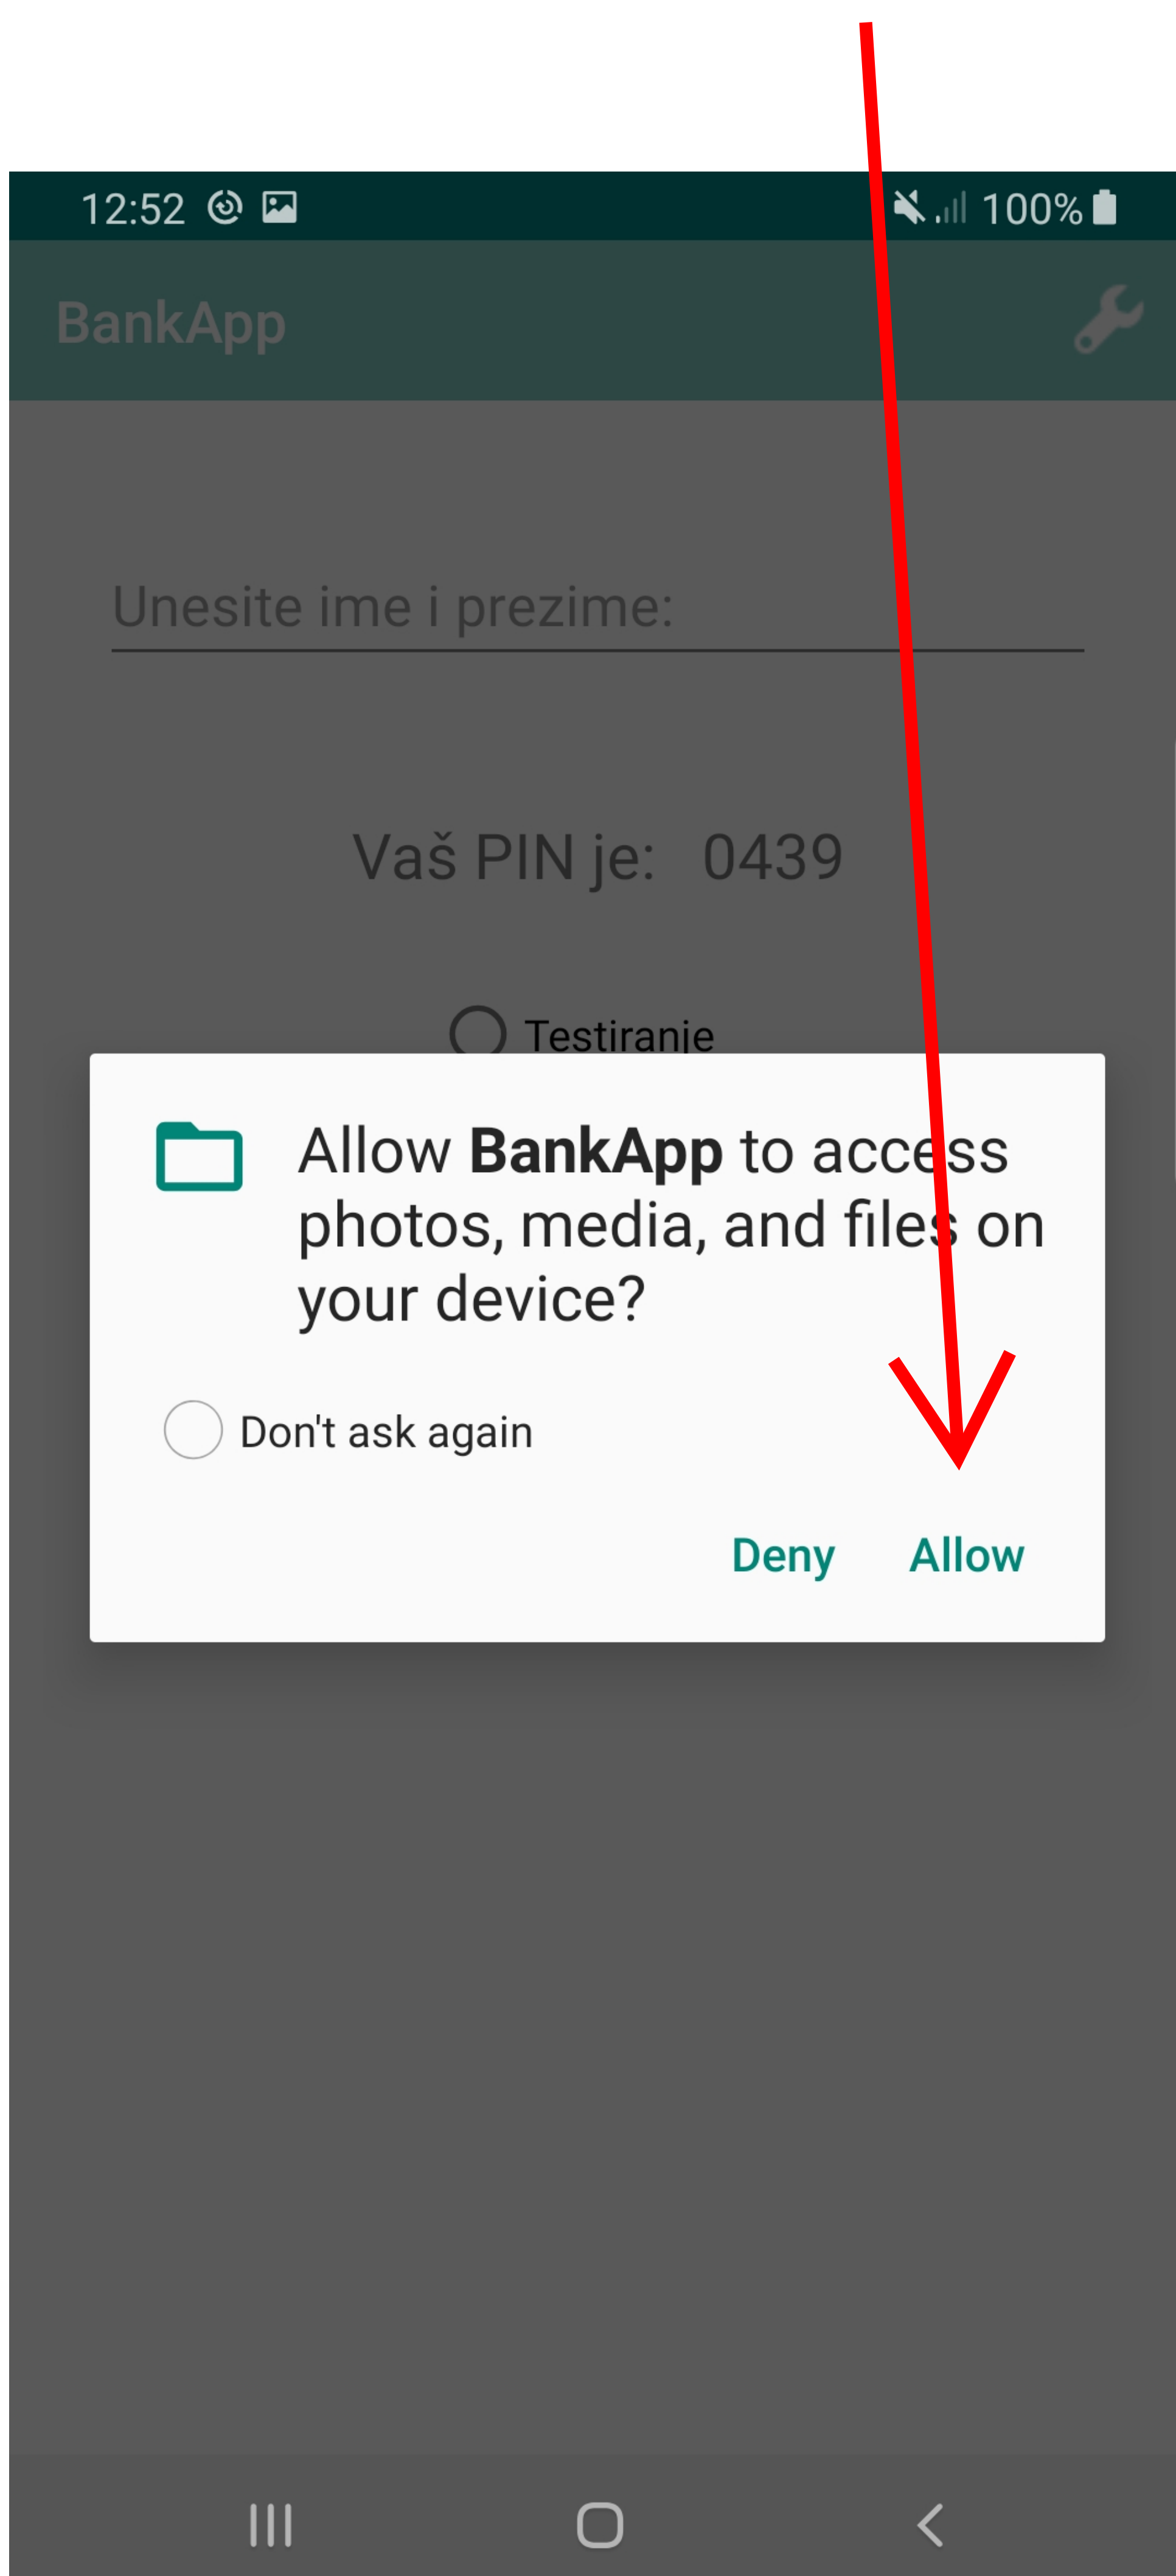 12:52 100%
BankApp
Unesite ime i prezime:
Vaš PIN je: 0439
Testiranje
Allow BankApp to access
photos, media, and files on
your device?
Don't ask again
Deny Allow